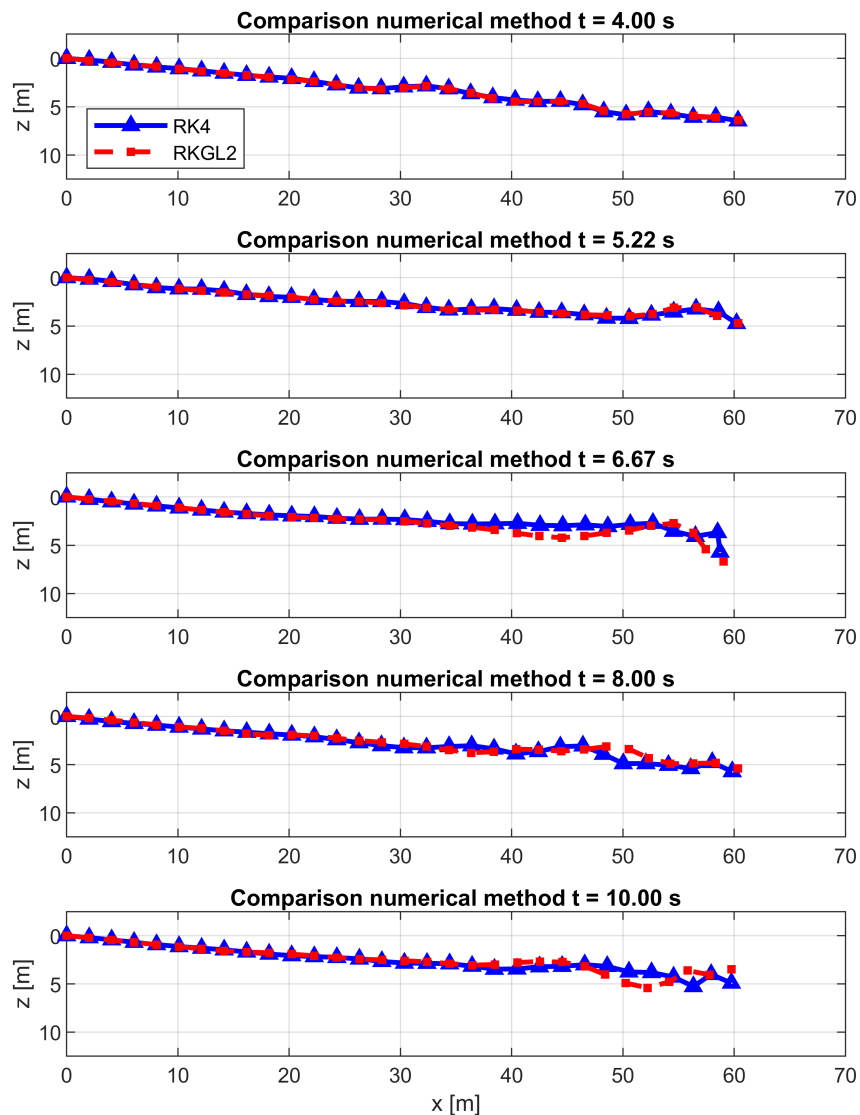 Comparison numerical method t = 4.00 s
0
5
10
z [m]
RK4
RKGL2
0 10 20 30 40 50 60 70
Comparison numerical method t = 5.22 s
0
5
10
z [m]
0 10 20 30 40 50 60 70
Comparison numerical method t = 6.67 s
0
5
10
z [m]
0 10 20 30 40 50 60 70
Comparison numerical method t = 8.00 s
0
5
10
z [m]
0 10 20 30 40 50 60 70
Comparison numerical method t = 10.00 s
0
5
10
z [m]
0 10 20 30 40 50 60 70
x [m]